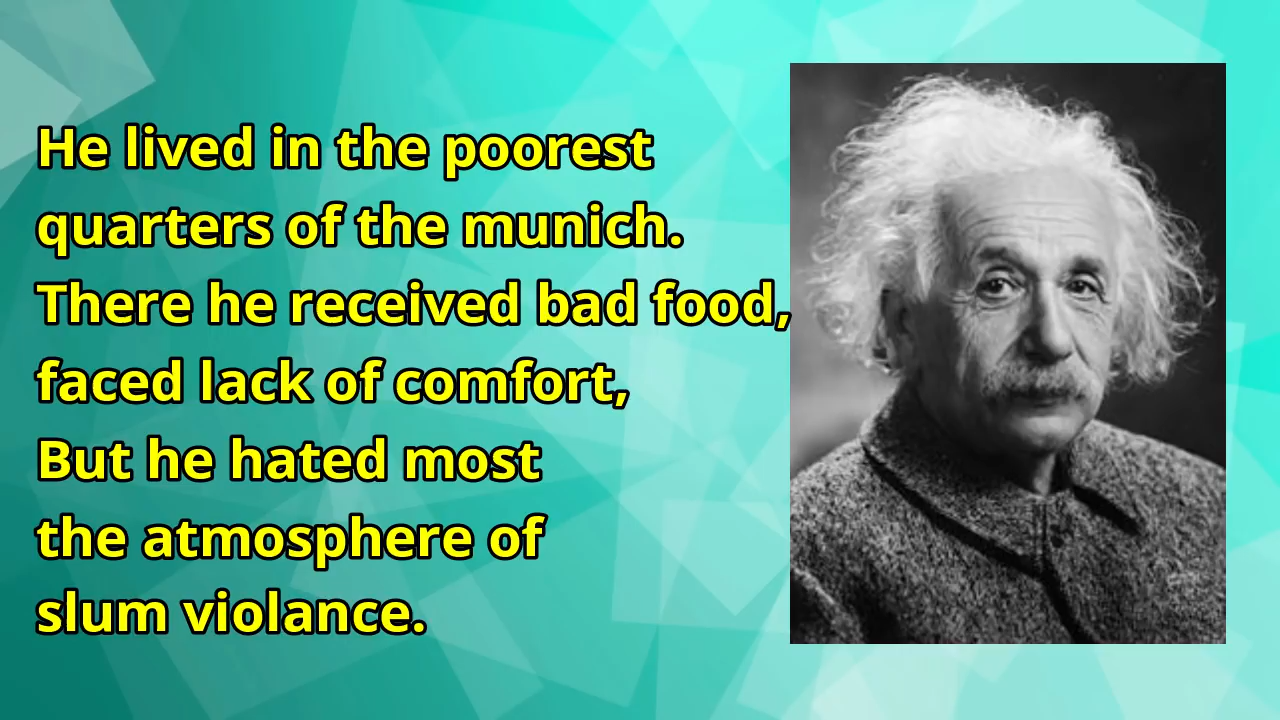 He lived in the poorest
quarters of the munich.
There he received bad food,
faced lack of comfort,
But he hated most
the atmosphere of
slum violance.